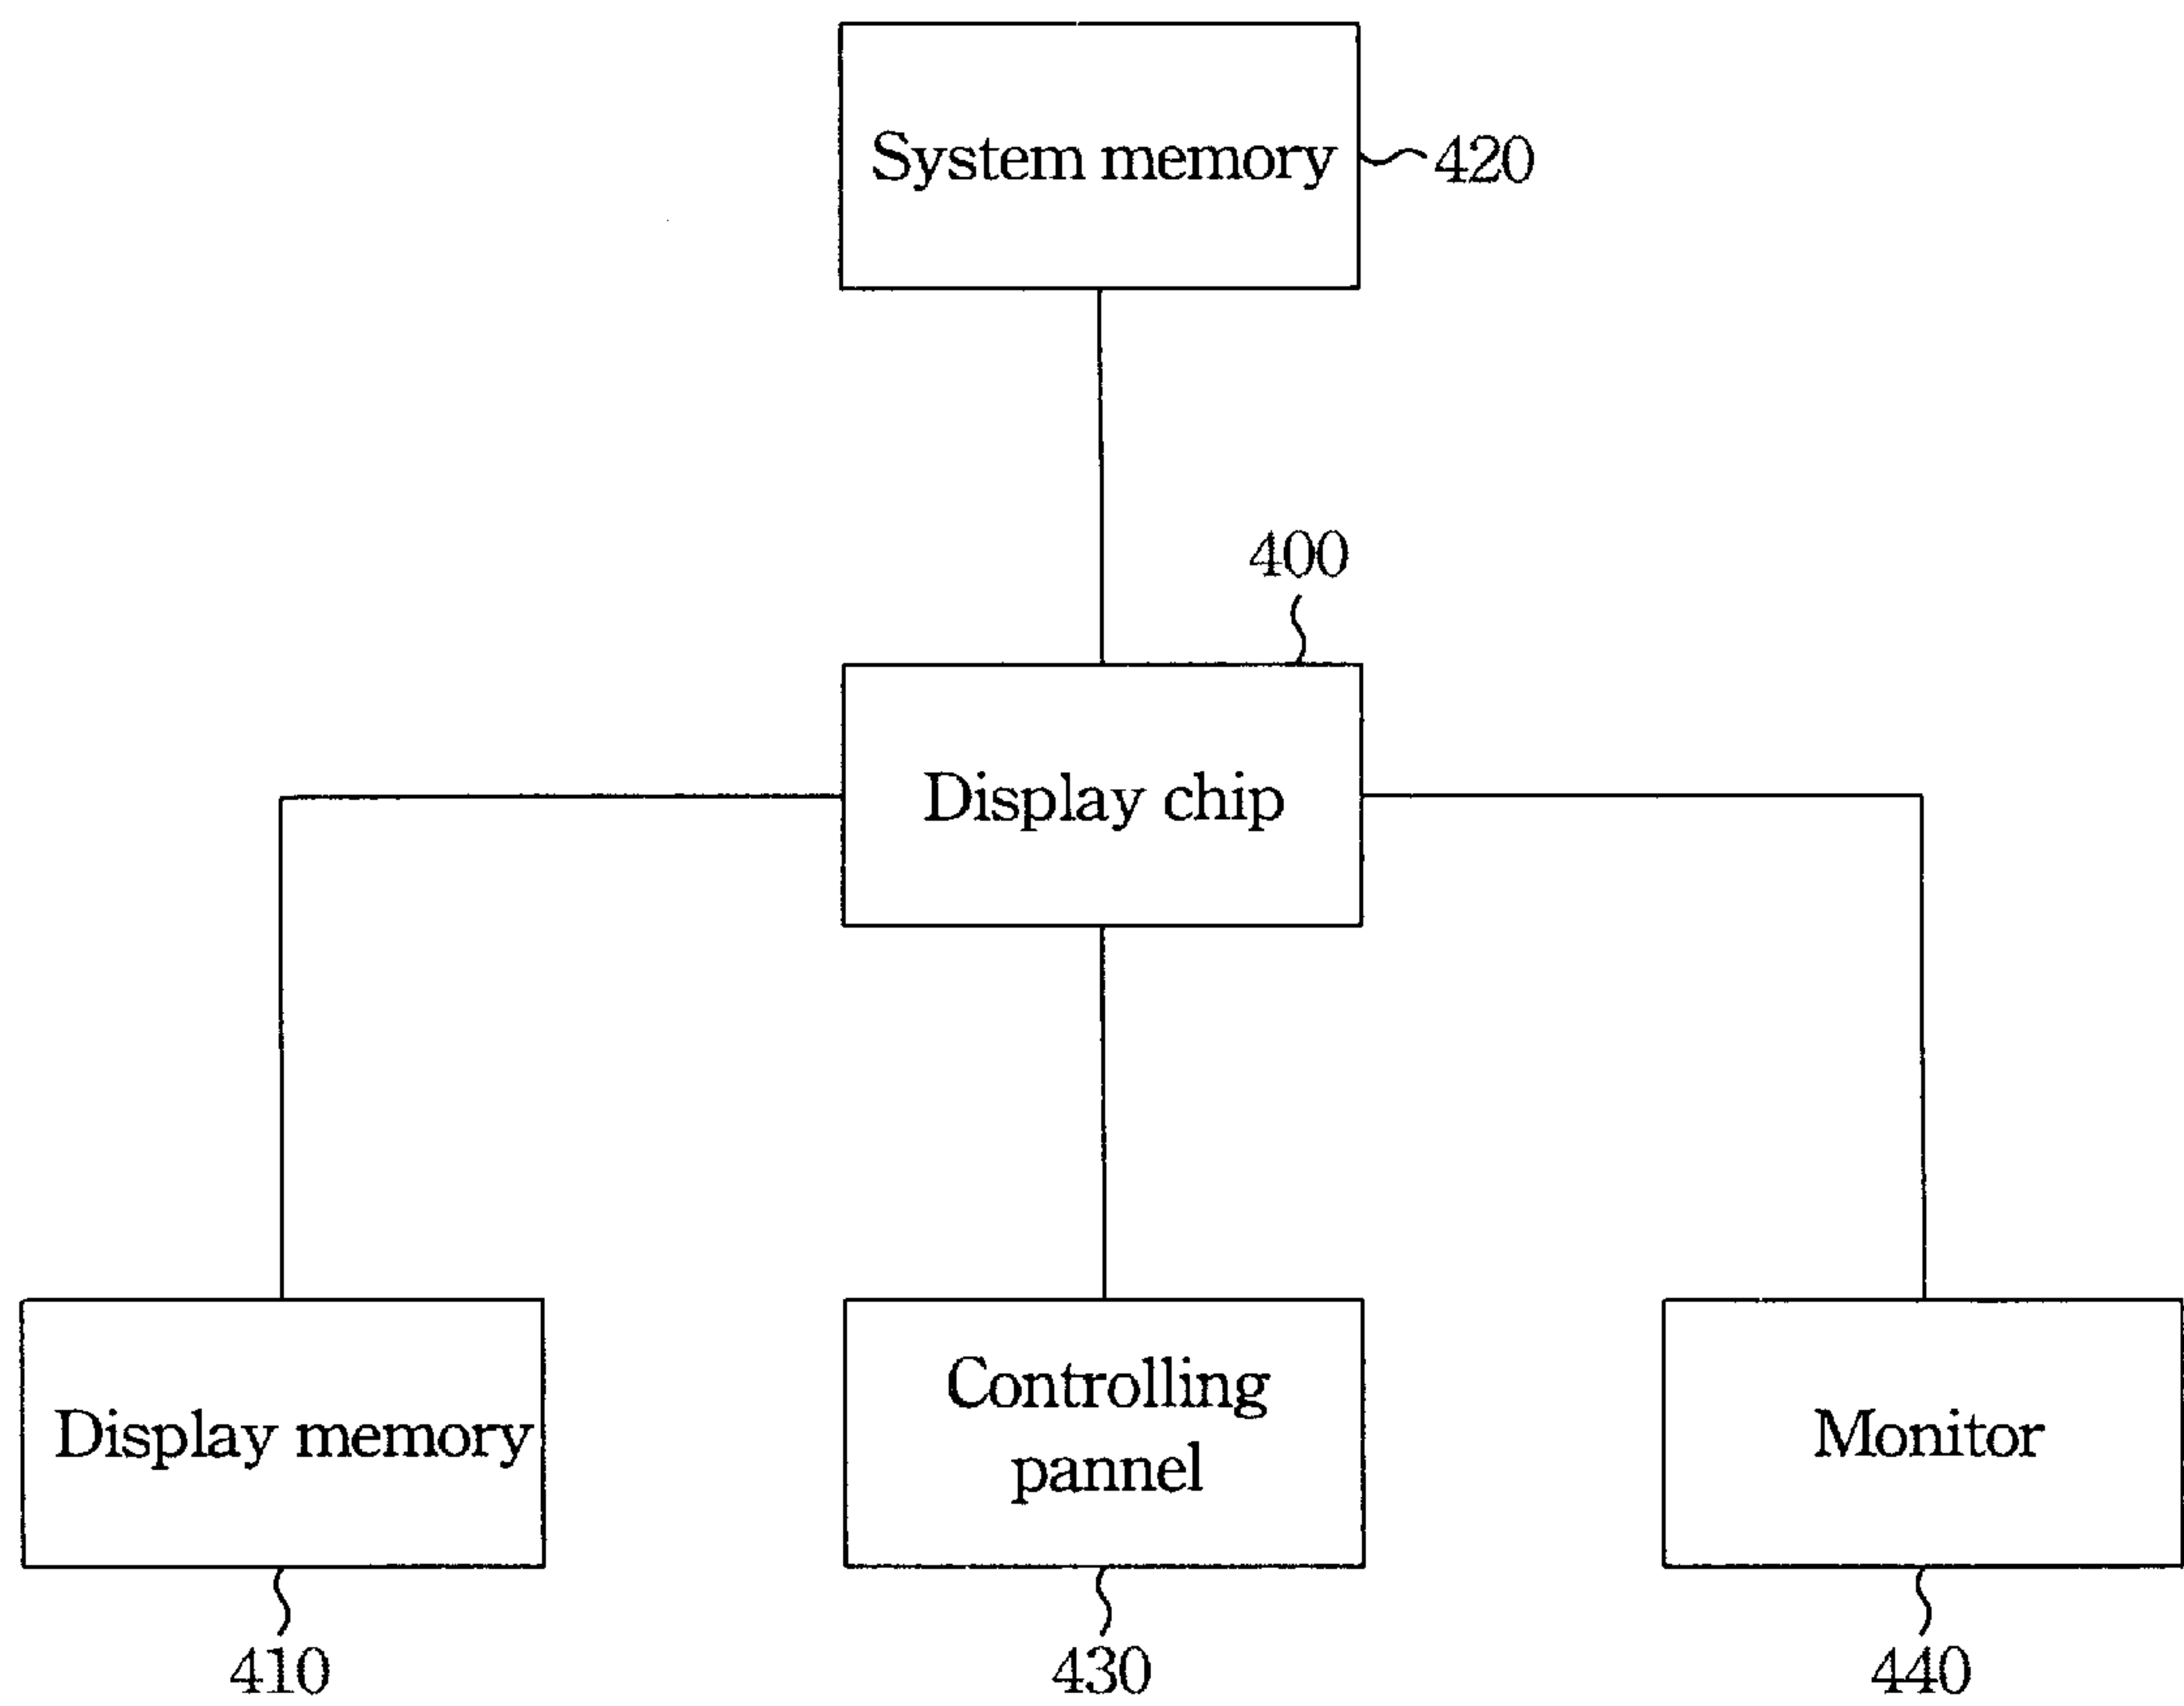 System memory
420
400
Display chip
Display memory
Controlling
pannel
Monitor
410
430
440